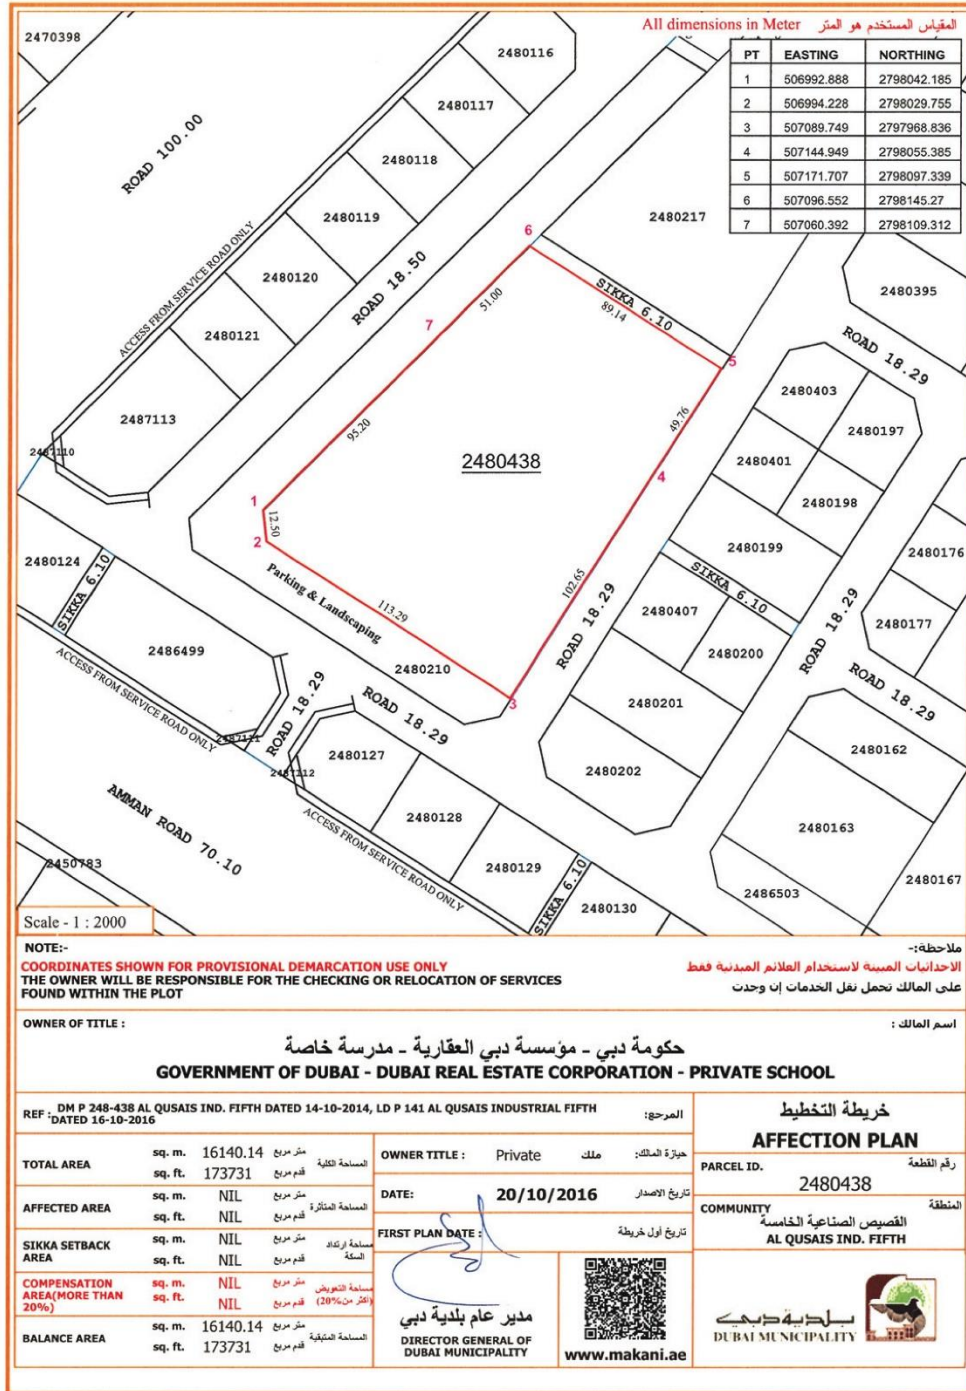 All dimensions in Meter المقياس المستخدم هو المتر
PT EASTING NORTHING
1 506992.888 2798042.185
2 506994.228 2798029.755
3 507089.749 2797968.836
4 507144.949 2798055.385
5 507171.707 2798097.339
6 507096.552 2798145.27
7 507060.392 2798109.312
2470398
2480116
2480117
2480118
2480119
2480120
2480121
2487113
2487110
ROAD 100.00
ACCESS FROM SERVICE ROAD ONLY
ROAD 18.50
2480217
SIKKA 6.10
2480395
ROAD 18.29
6
51.00
89.14
7
5
95.20
49.76
2480438
4
1
12.50
2
102.65
113.29
3
Parking & Landscaping
2480210
2480403
2480197
2480401
2480198
2480199
2480176
SIKKA 6.10
2480407
2480200
2480177
ROAD 18.29
ROAD 18.29
2480201
2480202
ROAD 18.29
2480162
2480163
2480167
2486503
2480124
SIKKA 6.10
2486499
ACCESS FROM SERVICE ROAD ONLY
2487111
ROAD 18.29
ROAD 18.29
2487112
2480127
2480128
2480129
2480130
SIKKA 6.10
ACCESS FROM SERVICE ROAD ONLY
AMMAN ROAD 70.10
2450783
Scale - 1 : 2000
NOTE:- ملاحظة:-
COORDINATES SHOWN FOR PROVISIONAL DEMARCATION USE ONLY الاحداثيات المبينة لاستخدام العلائم المبدئية فقط
THE OWNER WILL BE RESPONSIBLE FOR THE CHECKING OR RELOCATION OF SERVICES على المالك تحمل نقل الخدمات إن وجدت
FOUND WITHIN THE PLOT
OWNER OF TITLE : اسم المالك :
حكومة دبي - مؤسسة دبي العقارية - مدرسة خاصة
GOVERNMENT OF DUBAI - DUBAI REAL ESTATE CORPORATION - PRIVATE SCHOOL
REF : DM P 248-438 AL QUSAIS IND. FIFTH DATED 14-10-2014, LD P 141 AL QUSAIS INDUSTRIAL FIFTH المرجع:
DATED 16-10-2016
خريطة التخطيط
AFFECTION PLAN
TOTAL AREA sq. m. 16140.14 متر مربع المساحة الكلية
sq. ft. 173731 قدم مربع
AFFECTED AREA sq. m. NIL متر مربع المساحة المتأثرة
sq. ft. NIL قدم مربع
SIKKA SETBACK AREA sq. m. NIL متر مربع مساحة ارتداد السكة
sq. ft. NIL قدم مربع
COMPENSATION AREA(MORE THAN 20%) sq. m. NIL متر مربع مساحة التعويض
sq. ft. NIL قدم مربع (أكثر من 20%)
BALANCE AREA sq. m. 16140.14 متر مربع المساحة المتبقية
sq. ft. 173731 قدم مربع
OWNER TITLE : Private ملك حيازة المالك:
DATE: 20/10/2016 تاريخ الاصدار
FIRST PLAN DATE : تاريخ أول خريطة
مدير عام بلدية دبي
DIRECTOR GENERAL OF
DUBAI MUNICIPALITY
www.makani.ae
PARCEL ID. رقم القطعة
2480438
COMMUNITY المنطقة
القصيص الصناعية الخامسة
AL QUSAIS IND. FIFTH
بلدية دبي
DUBAI MUNICIPALITY